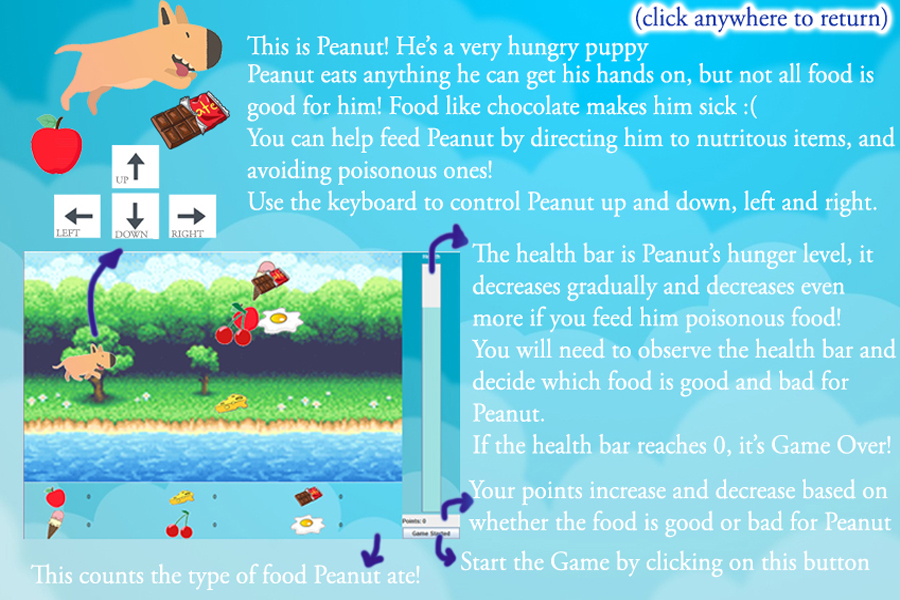 (click anywhere to return)
This is Peanut! He's a very hungry puppy
Peanut eats anything he can get his hands on, but not all food is
good for him! Food like chocolate makes him sick :(
You can help feed Peanut by directing him to nutritous items, and
avoiding poisonous ones!
Use the keyboard to control Peanut up and down, left and right.
UP
LEFT
DOWN
RIGHT
The health bar is Peanut's hunger level, it
decreases gradually and decreases even
more if you feed him poisonous food!
You will need to observe the health bar and
decide which food is good and bad for
Peanut.
If the health bar reaches 0, it's Game Over!
0 0 0
0 0 0
Points: 0
Game Started
Your points increase and decrease based on
whether the food is good or bad for Peanut
Start the Game by clicking on this button
This counts the type of food Peanut ate!